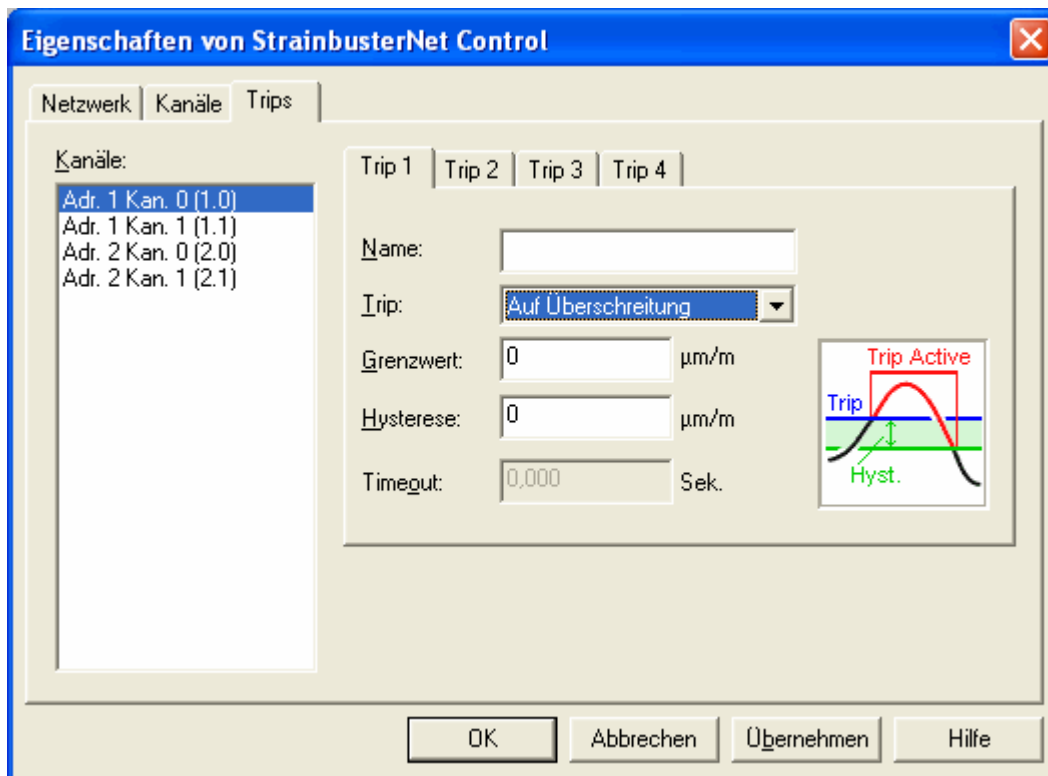 Eigenschaften von StrainbusterNet Control
Netzwerk Kanäle Trips
Kanäle:
Adr. 1 Kan. 0 (1.0)
Adr. 1 Kan. 1 (1.1)
Adr. 2 Kan. 0 (2.0)
Adr. 2 Kan. 1 (2.1)
Trip 1 Trip 2 Trip 3 Trip 4
Name:
Trip: Auf Überschreitung
Grenzwert: 0 µm/m
Hysterese: 0 µm/m
Timeout: 0,000 Sek.
Trip Active
Trip
Hyst.
OK Abbrechen Übernehmen Hilfe